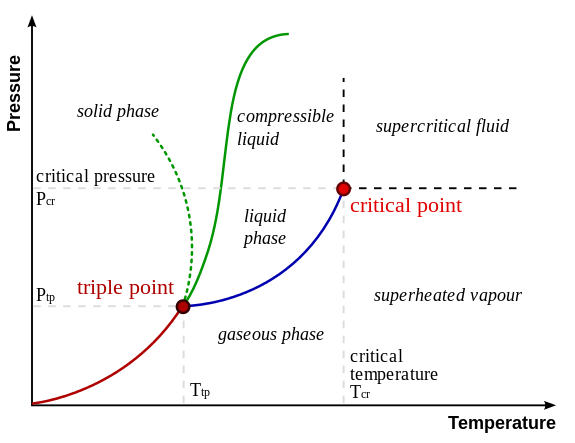 Pressure
solid phase
compressible
liquid
supercritical fluid
critical pressure
Pcr
critical point
liquid
phase
triple point
Ptp
superheated vapour
gaseous phase
critical
temperature
Tcr
Ttp
Temperature